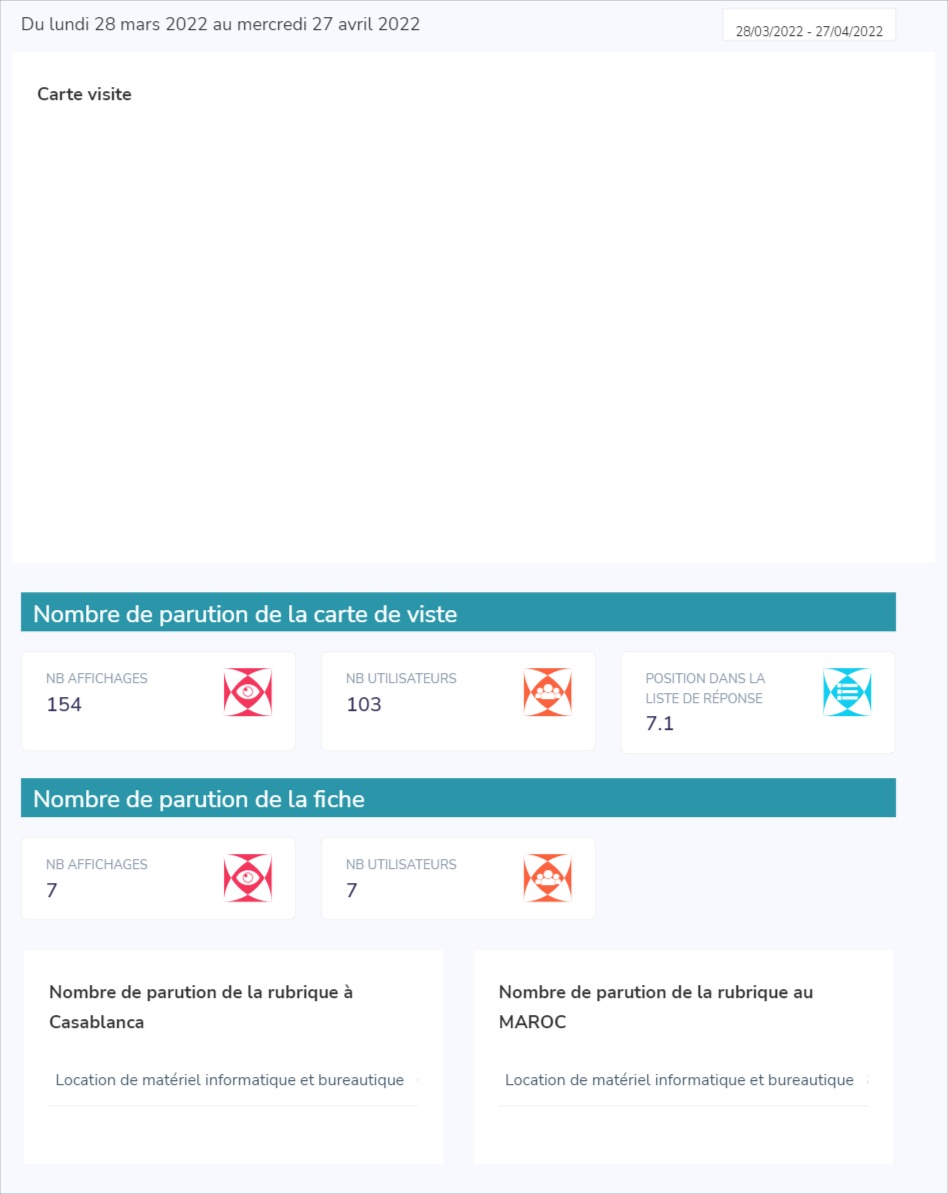 Du lundi 28 mars 2022 au mercredi 27 avril 2022
28/03/2022 - 27/04/2022
Carte visite
Nombre de parution de la carte de viste
NB AFFICHAGES
154
NB UTILISATEURS
103
POSITION DANS LA
LISTE DE RÉPONSE
7.1
Nombre de parution de la fiche
NB AFFICHAGES
7
NB UTILISATEURS
7
Nombre de parution de la rubrique à
Casablanca
Location de matériel informatique et bureautique
Nombre de parution de la rubrique au
MAROC
Location de matériel informatique et bureautique